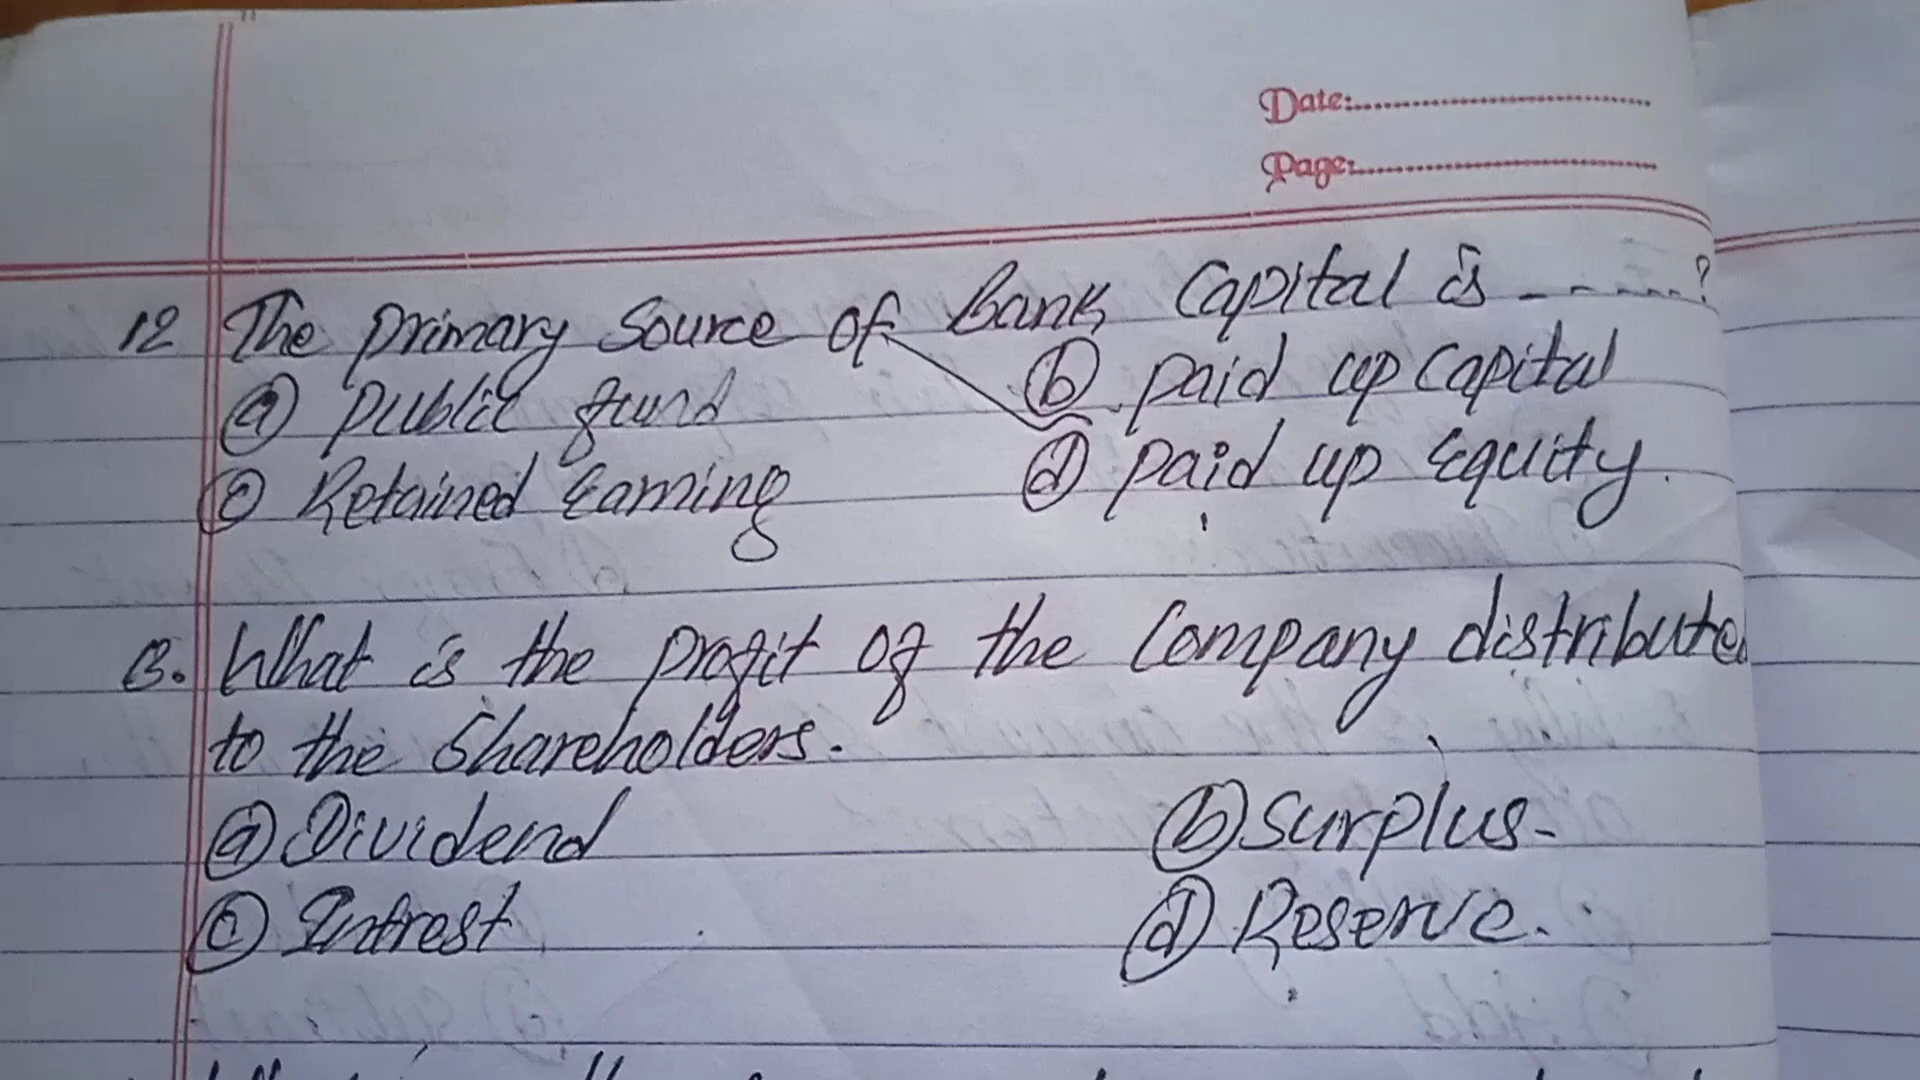 Date:
Page:
12 The primary Source of Bank Capital is -----?
(a) public fund (b) paid up capital
(c) Retained Earning (d) paid up Equity.
13. What is the profit of the Company distributed
to the Shareholders.
(a) Dividend (b) Surplus-
(c) Intrest (d) Reserve.